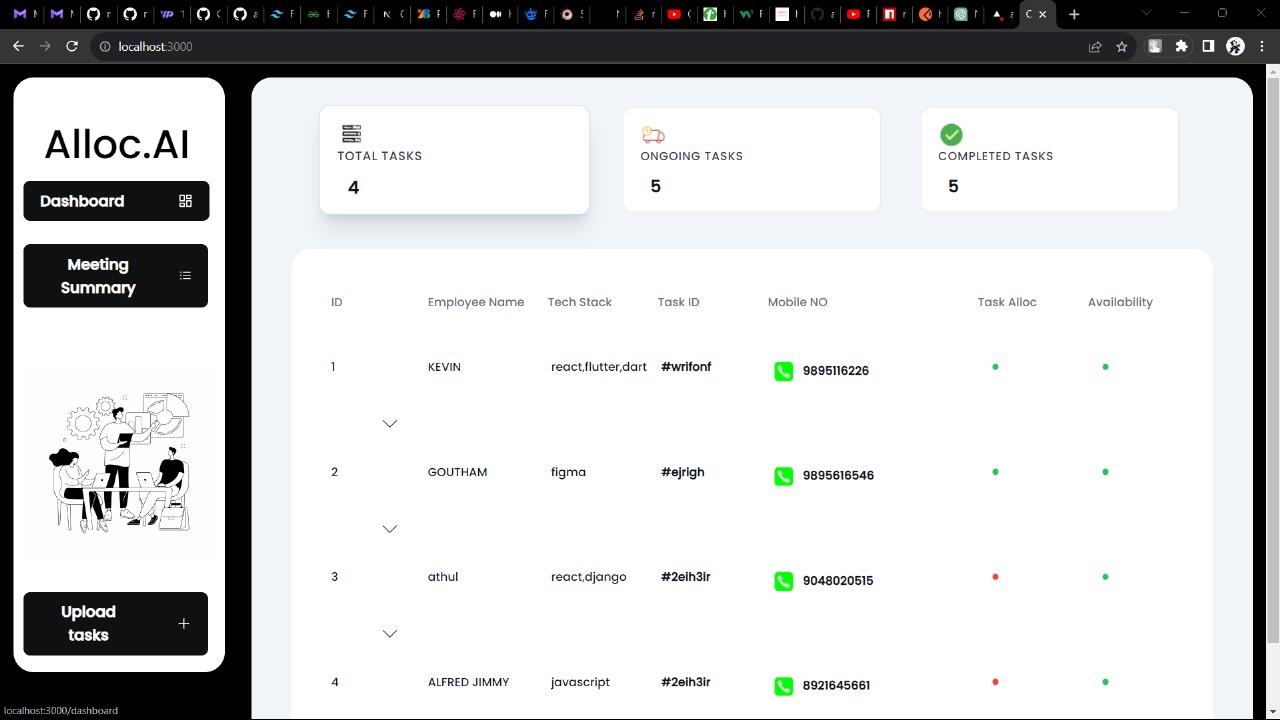 localhost:3000
Alloc.AI
Dashboard
Meeting
Summary
Upload
tasks
TOTAL TASKS
4
ONGOING TASKS
5
COMPLETED TASKS
5
ID Employee Name Tech Stack Task ID Mobile NO Task Alloc Availability
1 KEVIN react,flutter,dart #wrifonf 9895116226
2 GOUTHAM figma #ejrigh 9895616546
3 athul react,django #2eih3ir 9048020515
4 ALFRED JIMMY javascript #2eih3ir 8921645661
localhost:3000/dashboard